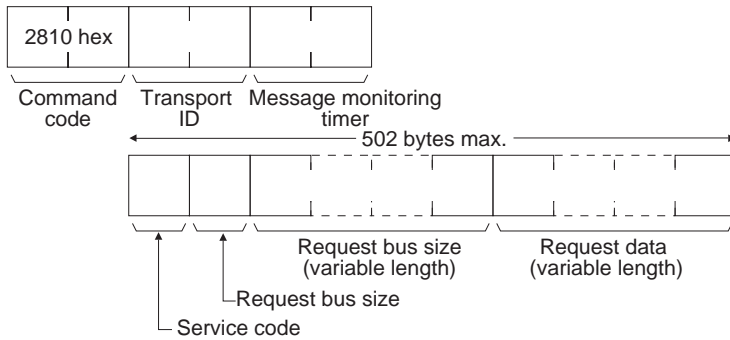 2810 hex
Command
code
Transport
ID
Message monitoring
timer
502 bytes max.
Request bus size
(variable length)
Request data
(variable length)
Request bus size
Service code